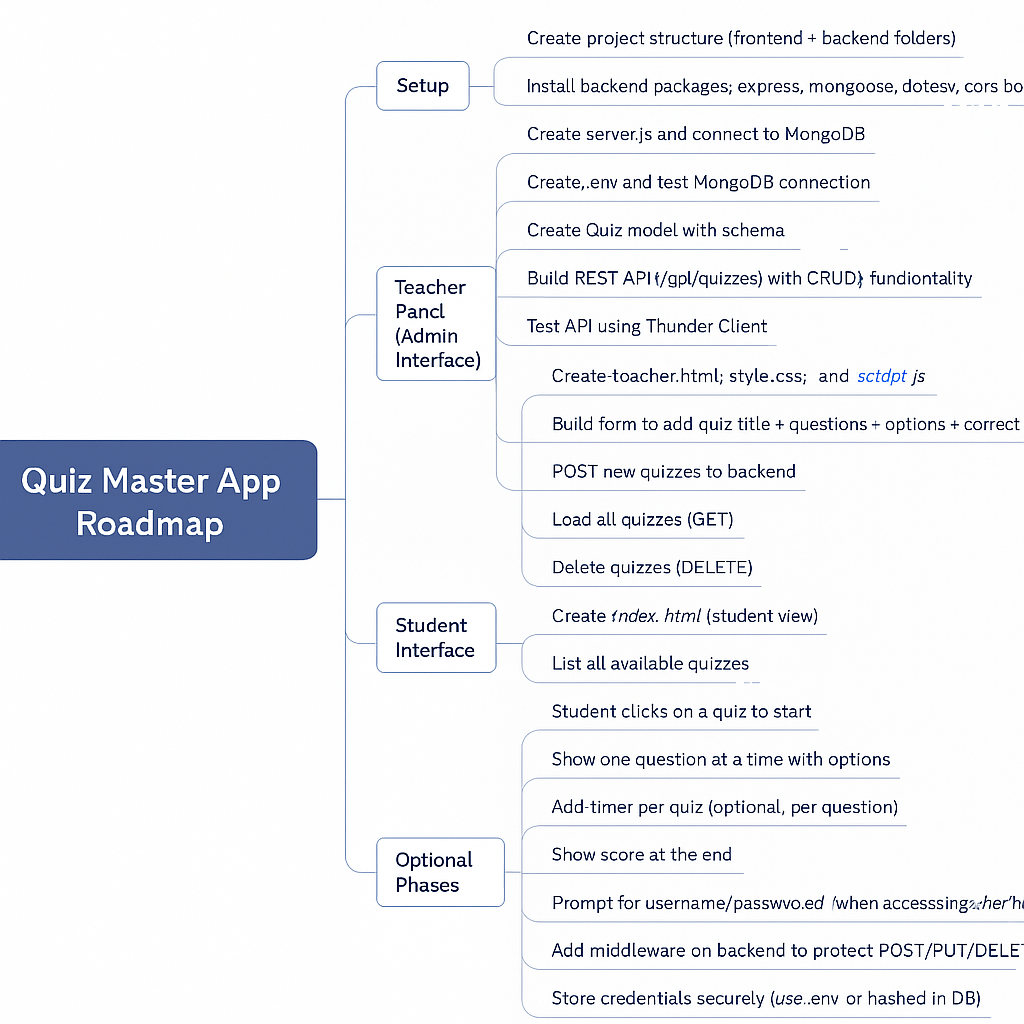 Quiz Master App
Roadmap
Setup
Create project structure (frontend + backend folders)
Install backend packages; express, mongoose, dotesv, cors bo
Teacher
Pancl
(Admin
Interface)
Create server.js and connect to MongoDB
Create,.env and test MongoDB connection
Create Quiz model with schema
Build REST API (/gpl/quizzes) with CRUD} fundiontality
Test API using Thunder Client
Create-toacher.html; style.css; and sctdpt js
Build form to add quiz title + questions + options + correct
POST new quizzes to backend
Load all quizzes (GET)
Delete quizzes (DELETE)
Student
Interface
Create index. html (student view)
List all available quizzes
Optional
Phases
Student clicks on a quiz to start
Show one question at a time with options
Add-timer per quiz (optional, per question)
Show score at the end
Prompt for username/passwvo.ed /when accesssing
Add middleware on backend to protect POST/PUT/DELET
Store credentials securely (use..env or hashed in DB)